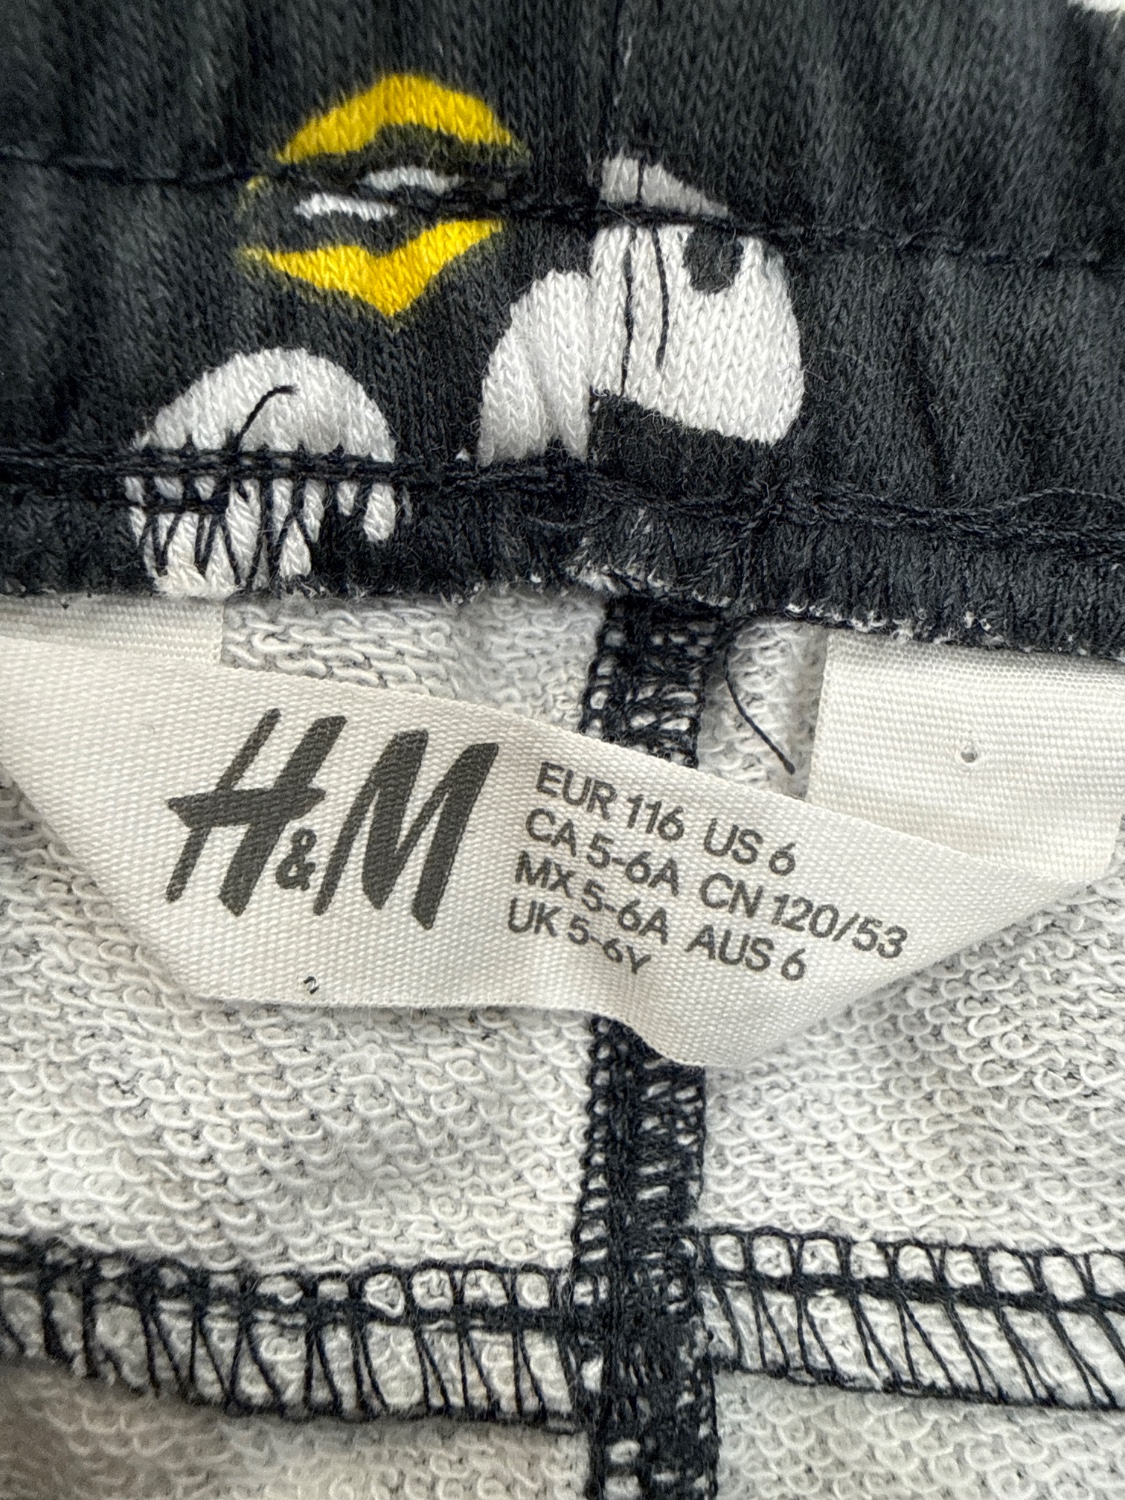 H&M
EUR 116 US 6
CA 5-6A CN 120/53
MX 5-6A AUS 6
UK 5-6Y